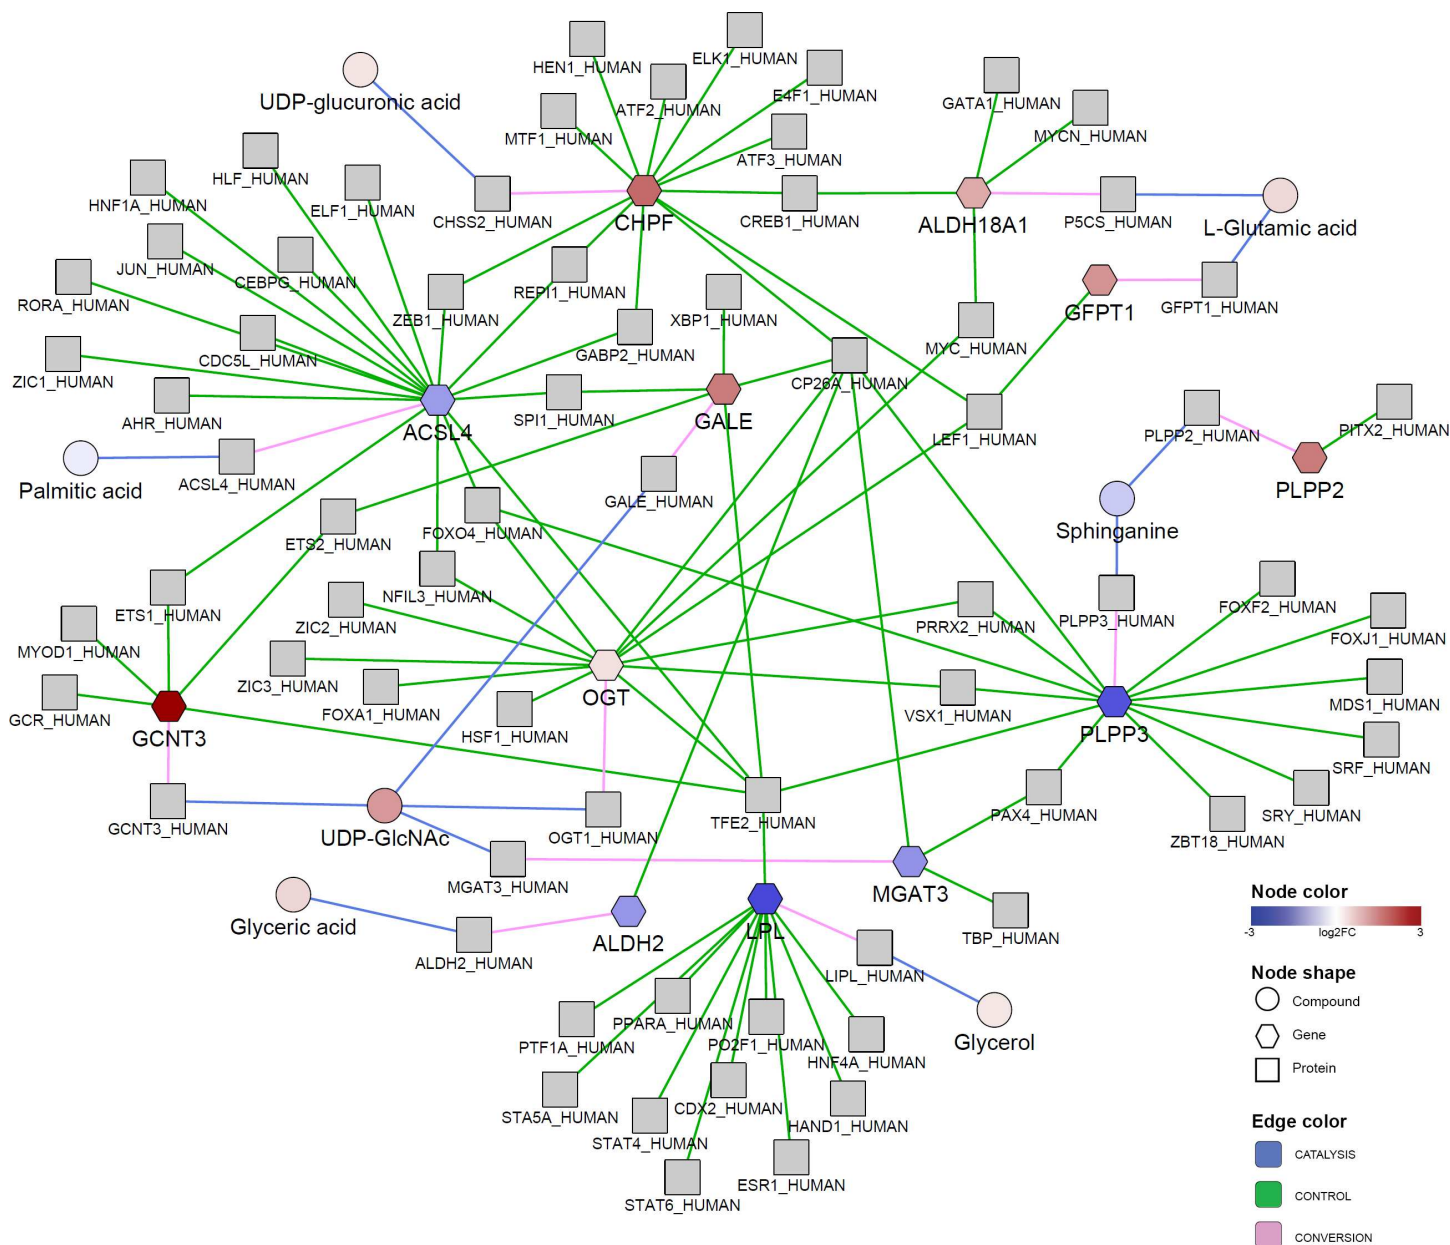 HEN1_HUMAN
ELK1_HUMAN
UDP-glucuronic acid
ATF2_HUMAN
E4F1_HUMAN
GATA1_HUMAN
MTF1_HUMAN
MYCN_HUMAN
ATF3_HUMAN
HLF_HUMAN
HNF1A_HUMAN
ELF1_HUMAN
CHSS2_HUMAN
CHPF
CREB1_HUMAN
ALDH18A1
P5CS_HUMAN
L-Glutamic acid
JUN_HUMAN
CEBPG_HUMAN
RORA_HUMAN
REPI1_HUMAN
ZEB1_HUMAN
XBP1_HUMAN
GFPT1
GFPT1_HUMAN
CDC5L_HUMAN
GABP2_HUMAN
MYC_HUMAN
ZIC1_HUMAN
CP26A_HUMAN
AHR_HUMAN
ACSL4
SPI1_HUMAN
GALE
LEF1_HUMAN
PLPP2_HUMAN
PITX2_HUMAN
Palmitic acid
ACSL4_HUMAN
GALE_HUMAN
PLPP2
ETS2_HUMAN
FOXO4_HUMAN
Sphinganine
NFIL3_HUMAN
ETS1_HUMAN
ZIC2_HUMAN
PRRX2_HUMAN
PLPP3_HUMAN
FOXF2_HUMAN
FOXJ1_HUMAN
MYOD1_HUMAN
ZIC3_HUMAN
OGT
GCR_HUMAN
FOXA1_HUMAN
HSF1_HUMAN
VSX1_HUMAN
MDS1_HUMAN
GCNT3
PLPP3
SRF_HUMAN
GCNT3_HUMAN
UDP-GlcNAc
OGT1_HUMAN
TFE2_HUMAN
PAX4_HUMAN
SRY_HUMAN
ZBT18_HUMAN
MGAT3_HUMAN
MGAT3
Glyceric acid
ALDH2_HUMAN
ALDH2
LPL
TBP_HUMAN
LIPL_HUMAN
PPARA_HUMAN
PTF1A_HUMAN
PO2F1_HUMAN
HNF4A_HUMAN
Glycerol
STA5A_HUMAN
CDX2_HUMAN
HAND1_HUMAN
STAT4_HUMAN
ESR1_HUMAN
STAT6_HUMAN
Node color
-3 log2FC 3
Node shape
Compound
Gene
Protein
Edge color
CATALYSIS
CONTROL
CONVERSION